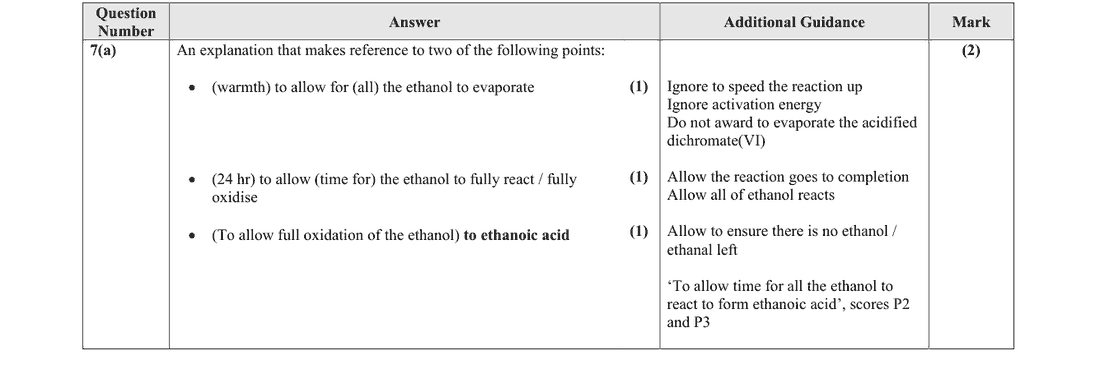 Question Number
Answer
Additional Guidance
Mark
7(a)
An explanation that makes reference to two of the following points:
(2)
• (warmth) to allow for (all) the ethanol to evaporate
(1)
Ignore to speed the reaction up
Ignore activation energy
Do not award to evaporate the acidified
dichromate(VI)
• (24 hr) to allow (time for) the ethanol to fully react / fully
oxidise
(1)
Allow the reaction goes to completion
Allow all of ethanol reacts
• (To allow full oxidation of the ethanol) to ethanoic acid
(1)
Allow to ensure there is no ethanol /
ethanal left
‘To allow time for all the ethanol to
react to form ethanoic acid’, scores P2
and P3